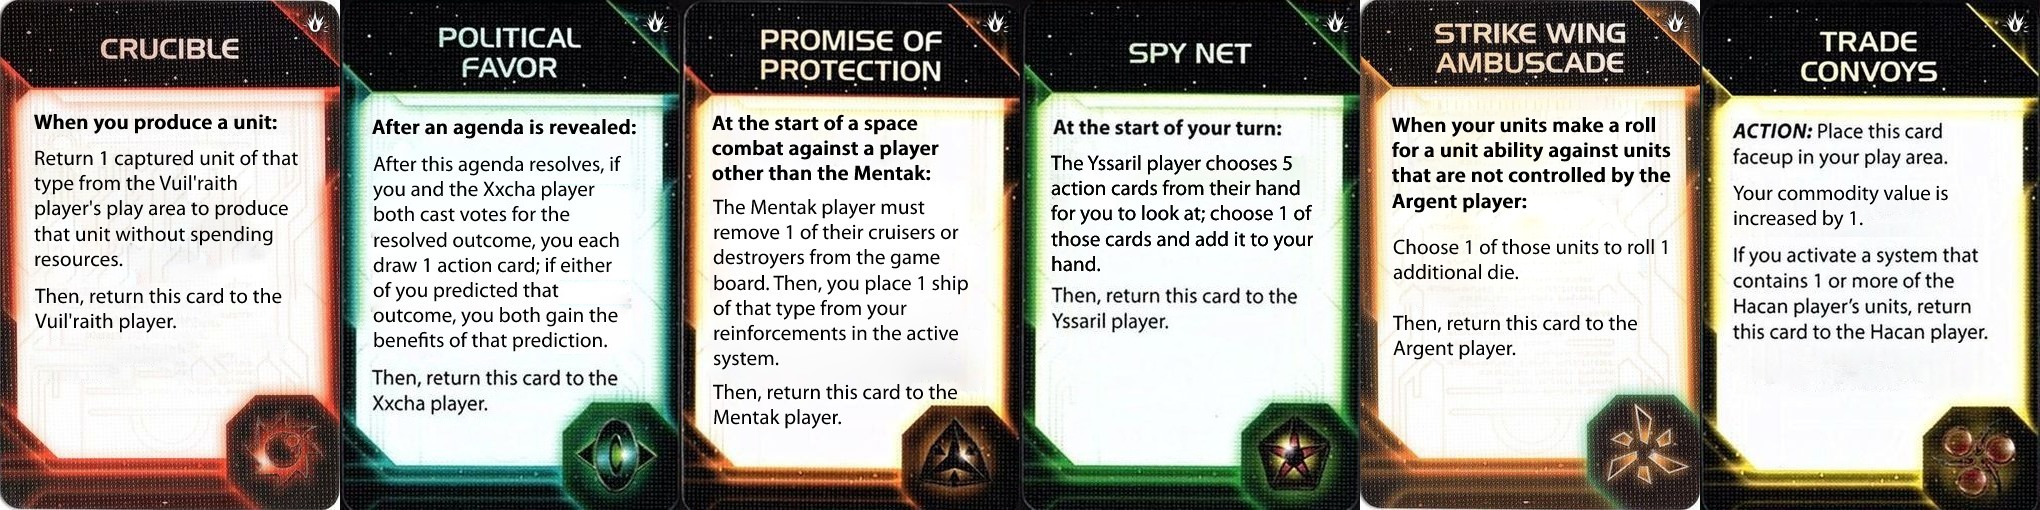 CRUCIBLE
When you produce a unit:
Return 1 captured unit of that
type from the Vuil'raith
player's play area to produce
that unit without spending
resources.
Then, return this card to the
Vuil'raith player.
POLITICAL
FAVOR
After an agenda is revealed:
After this agenda resolves, if
you and the Xxcha player
both cast votes for the
resolved outcome, you each
draw 1 action card; if either
of you predicted that
outcome, you both gain the
benefits of that prediction.
Then, return this card to the
Xxcha player.
PROMISE OF
PROTECTION
At the start of a space
combat against a player
other than the Mentak:
The Mentak player must
remove 1 of their cruisers or
destroyers from the game
board. Then, you place 1 ship
of that type from your
reinforcements in the active
system.
Then, return this card to the
Mentak player.
SPY NET
At the start of your turn:
The Yssaril player chooses 5
action cards from their hand
for you to look at; choose 1 of
those cards and add it to your
hand.
Then, return this card to the
Yssaril player.
STRIKE WING
AMBUSCADE
When your units make a roll
for a unit ability against units
that are not controlled by the
Argent player:
Choose 1 of those units to roll 1
additional die.
Then, return this card to the
Argent player.
TRADE
CONVOYS
ACTION: Place this card
faceup in your play area.
Your commodity value is
increased by 1.
If you activate a system that
contains 1 or more of the
Hacan player’s units, return
this card to the Hacan player.